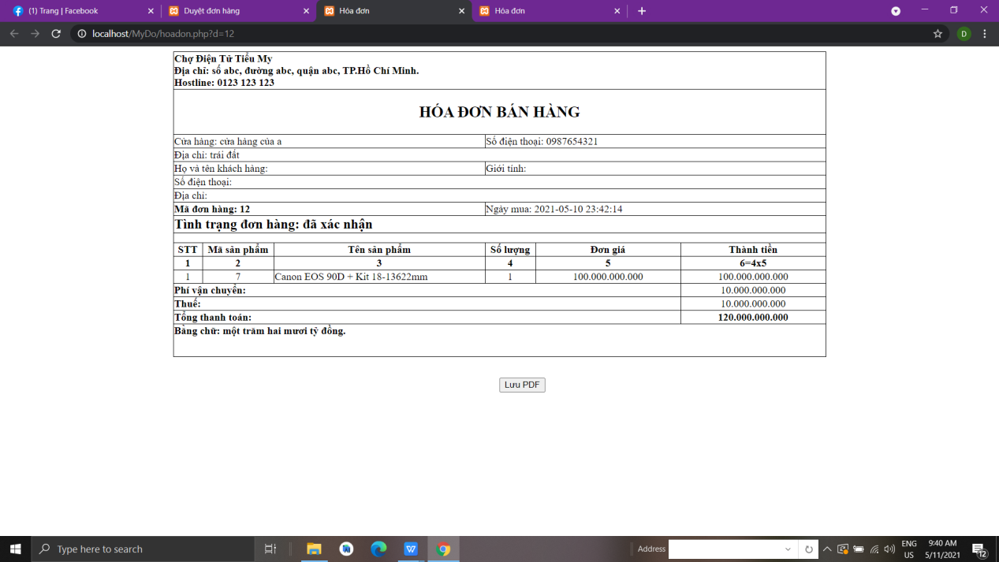 (1) Trang | Facebook
Duyệt đơn hàng
Hóa đơn
Hóa đơn
localhost/MyDo/hoadon.php?d=12
D
Chợ Điện Tử Tiểu My
Địa chỉ: số abc, đường abc, quận abc, TP.Hồ Chí Minh.
Hostline: 0123 123 123
HÓA ĐƠN BÁN HÀNG
Cửa hàng: cửa hàng của a Số điện thoại: 0987654321
Địa chỉ: trái đất
Họ và tên khách hàng: Giới tính:
Số điện thoại:
Địa chỉ:
Mã đơn hàng: 12 Ngày mua: 2021-05-10 23:42:14
Tình trạng đơn hàng: đã xác nhận
STT Mã sản phẩm Tên sản phẩm Số lượng Đơn giá Thành tiền
1 2 3 4 5 6=4x5
1 7 Canon EOS 90D + Kit 18-13622mm 1 100.000.000.000 100.000.000.000
Phí vận chuyển: 10.000.000.000
Thuế: 10.000.000.000
Tổng thanh toán: 120.000.000.000
Bằng chữ: một trăm hai mươi tỷ đồng.
Lưu PDF
Type here to search
Address
ENG
US
9:40 AM
5/11/2021
12